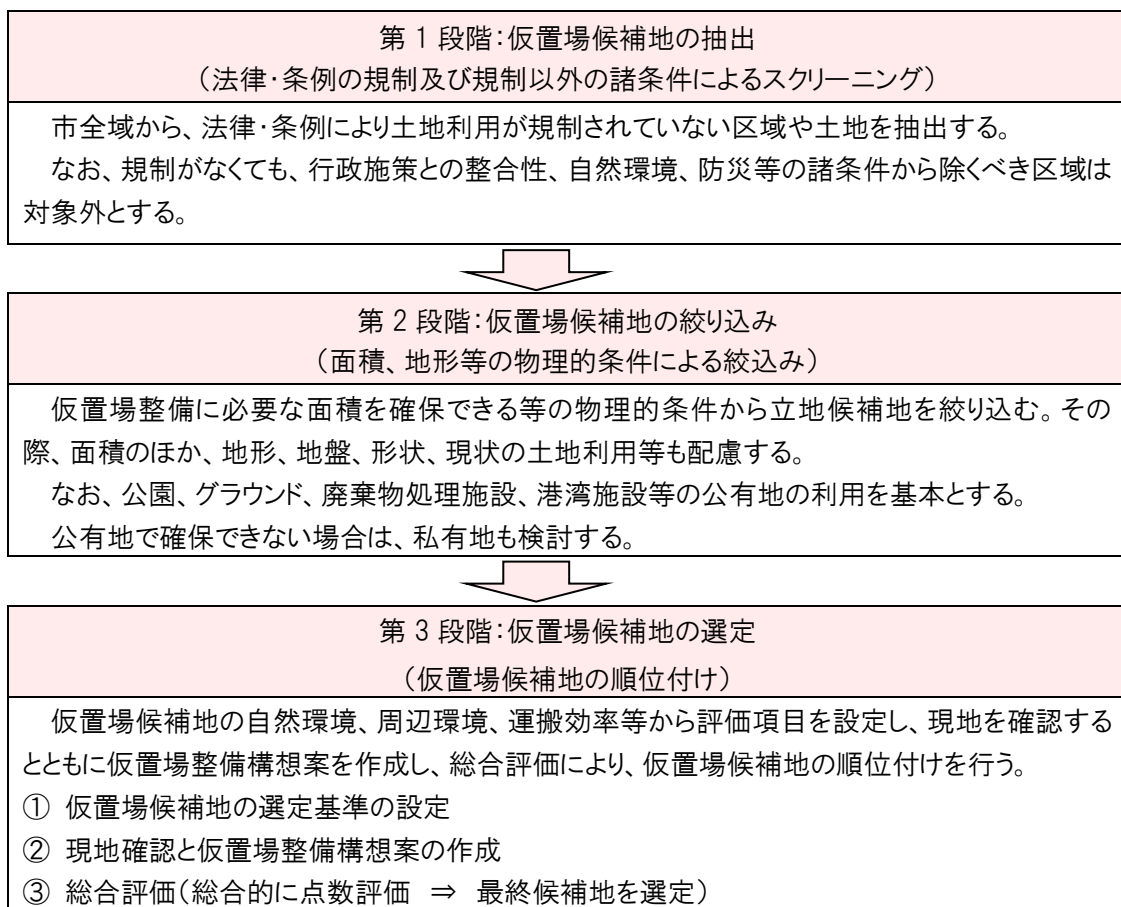 第 1 段階:仮置場候補地の抽出
（法律・条例の規制及び規制以外の諸条件によるスクリーニング）
市全域から、法律・条例により土地利用が規制されていない区域や土地を抽出する。
なお、規制がなくても、行政施策との整合性、自然環境、防災等の諸条件から除くべき区域は
対象外とする。
第 2 段階:仮置場候補地の絞り込み
（面積、地形等の物理的条件による絞込み）
仮置場整備に必要な面積を確保できる等の物理的条件から立地候補地を絞り込む。その
際、面積のほか、地形、地盤、形状、現状の土地利用等も配慮する。
なお、公園、グラウンド、廃棄物処理施設、港湾施設等の公有地の利用を基本とする。
公有地で確保できない場合は、私有地も検討する。
第 3 段階:仮置場候補地の選定
（仮置場候補地の順位付け）
仮置場候補地の自然環境、周辺環境、運搬効率等から評価項目を設定し、現地を確認する
とともに仮置場整備構想案を作成し、総合評価により、仮置場候補地の順位付けを行う。
① 仮置場候補地の選定基準の設定
② 現地確認と仮置場整備構想案の作成
③ 総合評価（総合的に点数評価 ⇒ 最終候補地を選定）